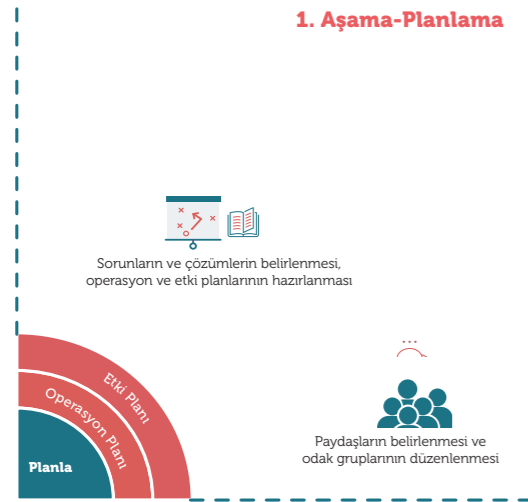 1. Aşama-Planlama
Sorunların ve çözümlerin belirlenmesi,
operasyon ve etki planlarının hazırlanması
Etki Planı
Operasyon Planı
Planla
Paydaşların belirlenmesi ve
odak gruplarının düzenlenmesi